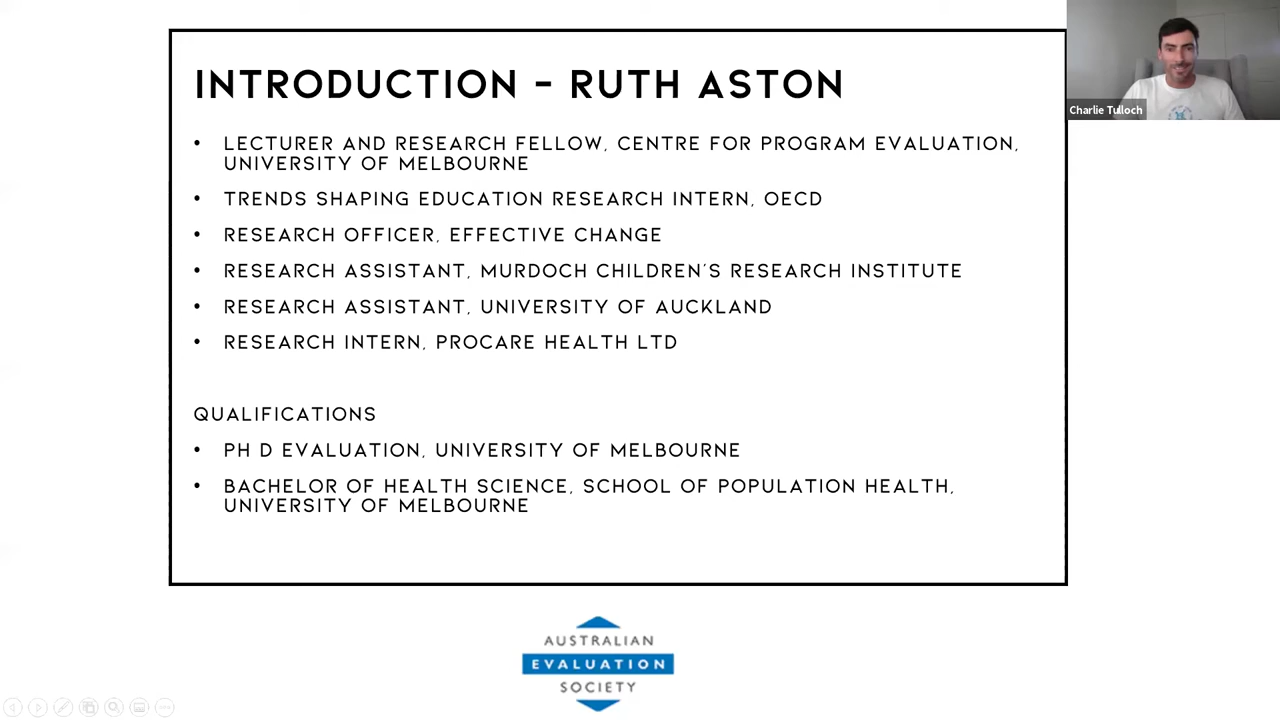 INTRODUCTION - RUTH ASTON
• LECTURER AND RESEARCH FELLOW, CENTRE FOR PROGRAM EVALUATION,
UNIVERSITY OF MELBOURNE
• TRENDS SHAPING EDUCATION RESEARCH INTERN, OECD
• RESEARCH OFFICER, EFFECTIVE CHANGE
• RESEARCH ASSISTANT, MURDOCH CHILDREN'S RESEARCH INSTITUTE
• RESEARCH ASSISTANT, UNIVERSITY OF AUCKLAND
• RESEARCH INTERN, PROCARE HEALTH LTD
QUALIFICATIONS
• PH D EVALUATION, UNIVERSITY OF MELBOURNE
• BACHELOR OF HEALTH SCIENCE, SCHOOL OF POPULATION HEALTH,
UNIVERSITY OF MELBOURNE
Charlie Tulloch
AUSTRALIAN
EVALUATION
SOCIETY